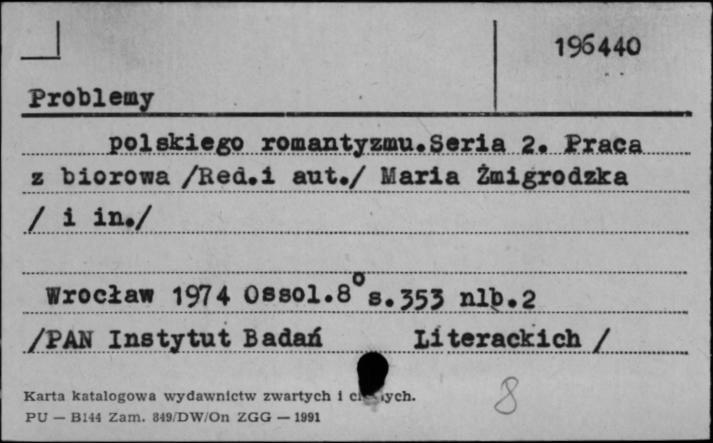 196440
Problemy
polskiego romantyzmu.Seria 2. Praca
z biorowa /Red.i aut./ Maria Żmigrodzka
/ i in./
Wrocław 1974 Ossol.8° s.353 nlb.2
/PAN Instytut Badań Literackich /
Karta katalogowa wydawnictw zwartych i
PU — B144 Zam. 849/DW/On ZGG — 1991
8